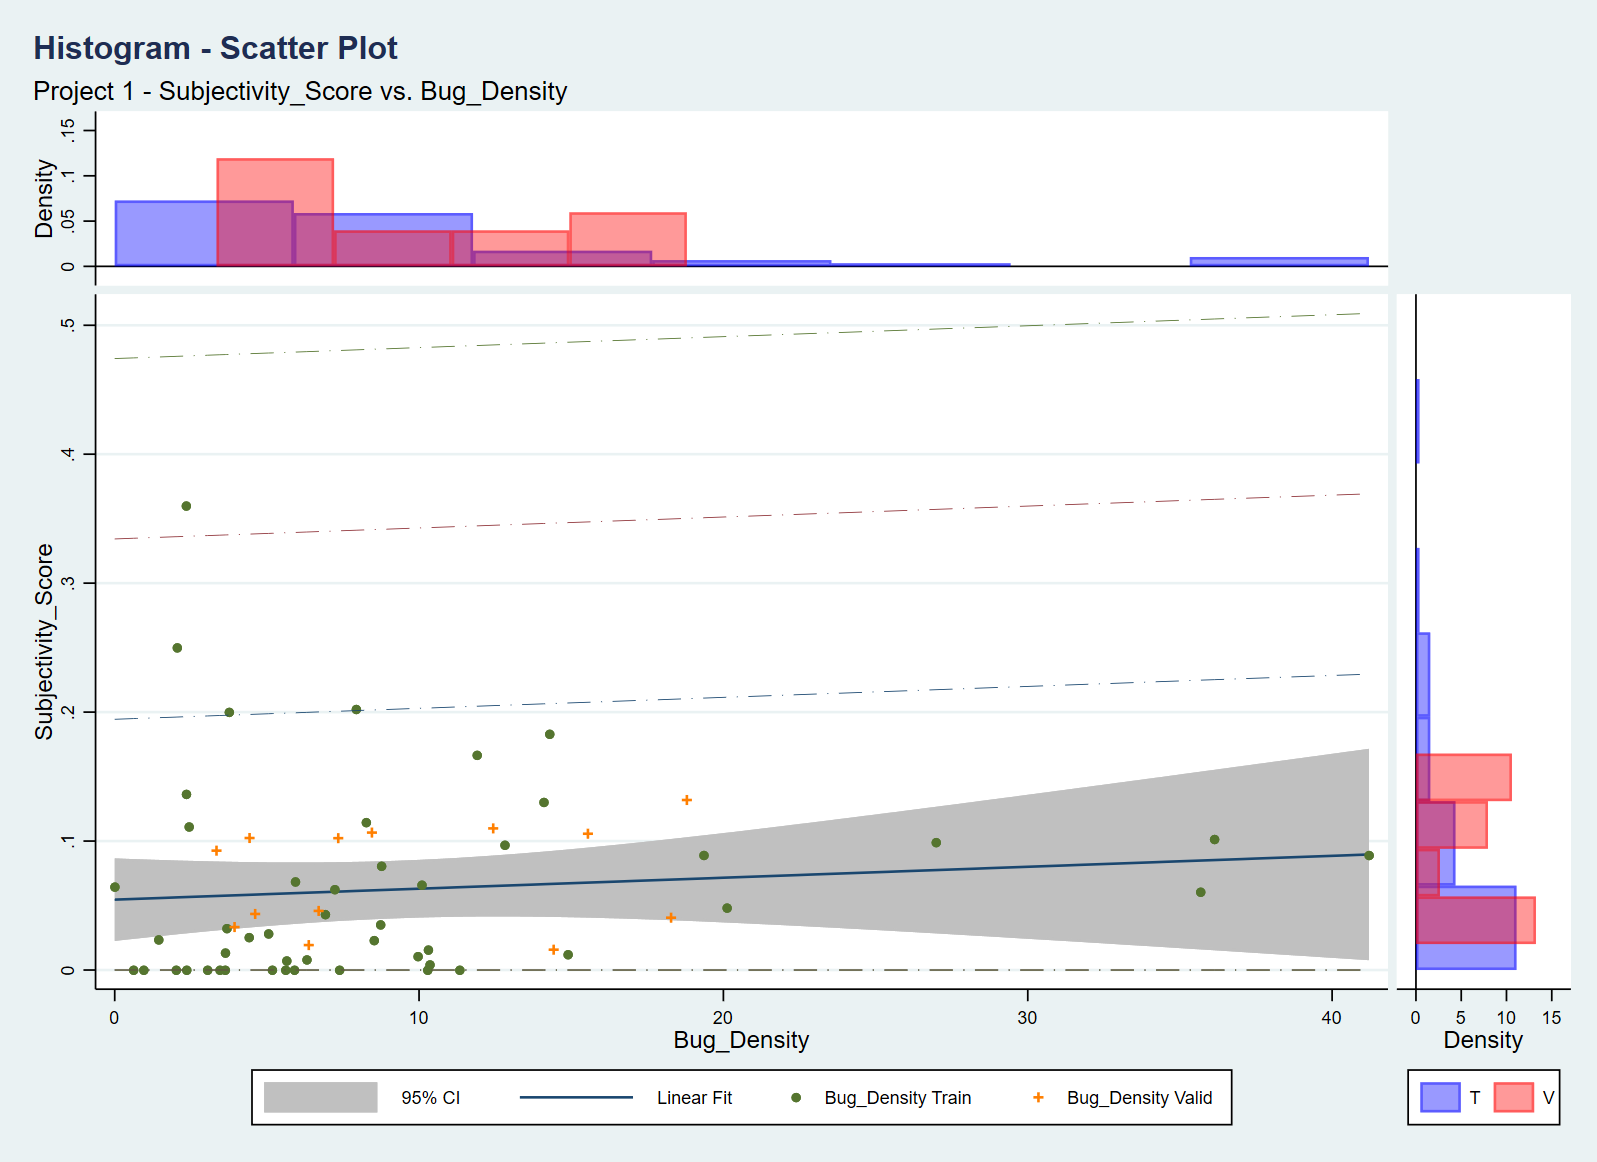 Histogram - Scatter Plot
Project 1 - Subjectivity_Score vs. Bug_Density
Density
0 .05 .1 .15
Subjectivity_Score
0 .1 .2 .3 .4 .5
0 10 20 30 40
Bug_Density
0 5 10 15
Density
95% CI Linear Fit Bug_Density Train Bug_Density Valid
T V